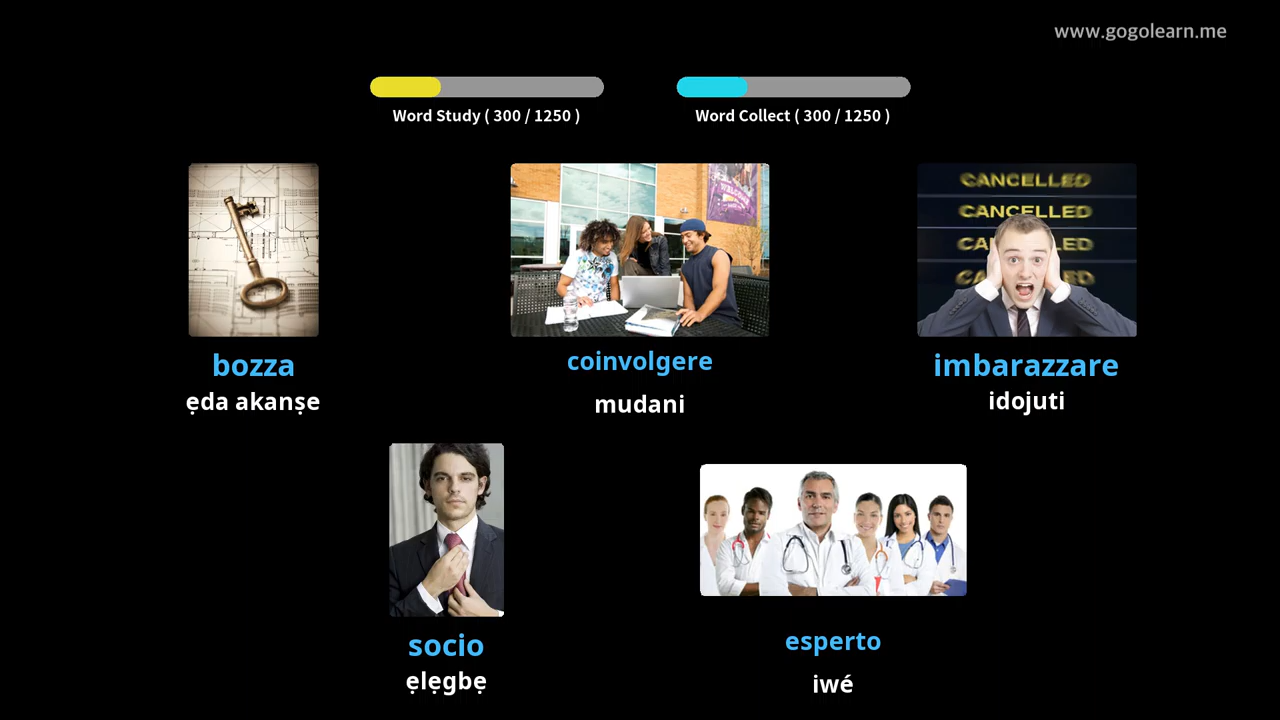 www.gogolearn.me
Word Study ( 300 / 1250 )
Word Collect ( 300 / 1250 )
CANCELLED
CANCELLED
WELCOME
bozza
coinvolgere
imbarazzare
ẹda akanṣe
mudani
idojuti
socio
esperto
ẹlẹgbẹ
iwé